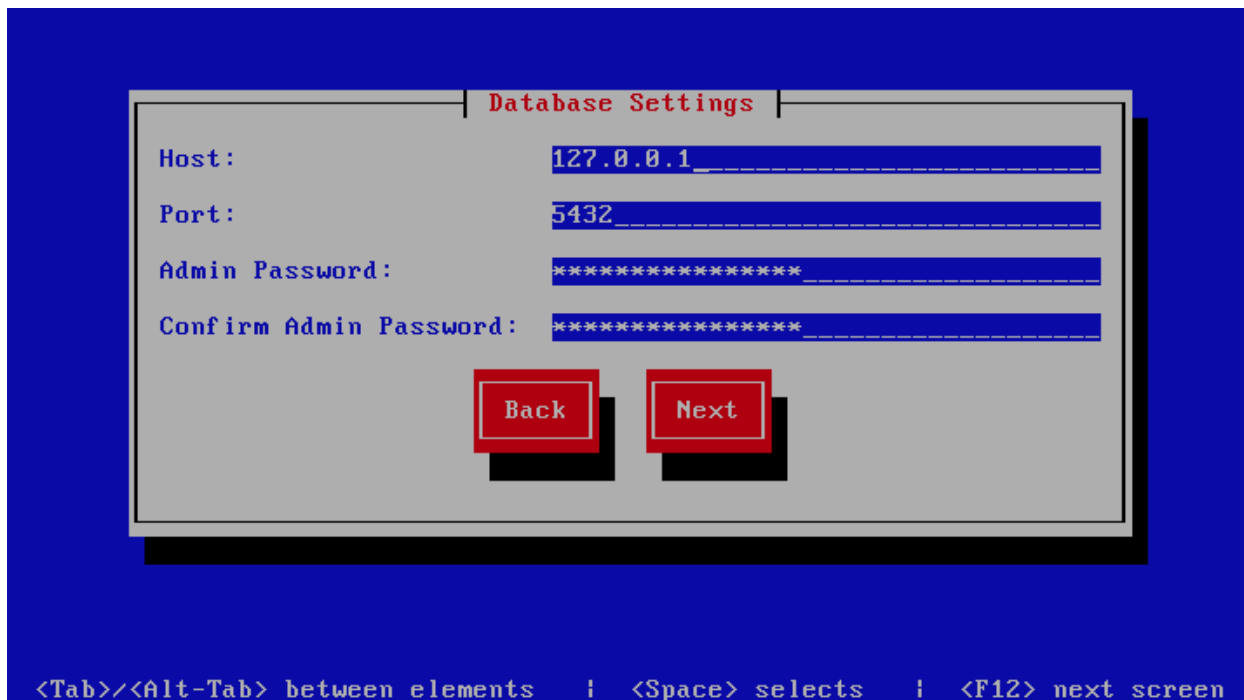 Database Settings
Host: 127.0.0.1
Port: 5432
Admin Password: ****************
Confirm Admin Password: ****************
Back Next
<Tab>/<Alt-Tab> between elements | <Space> selects | <F12> next screen